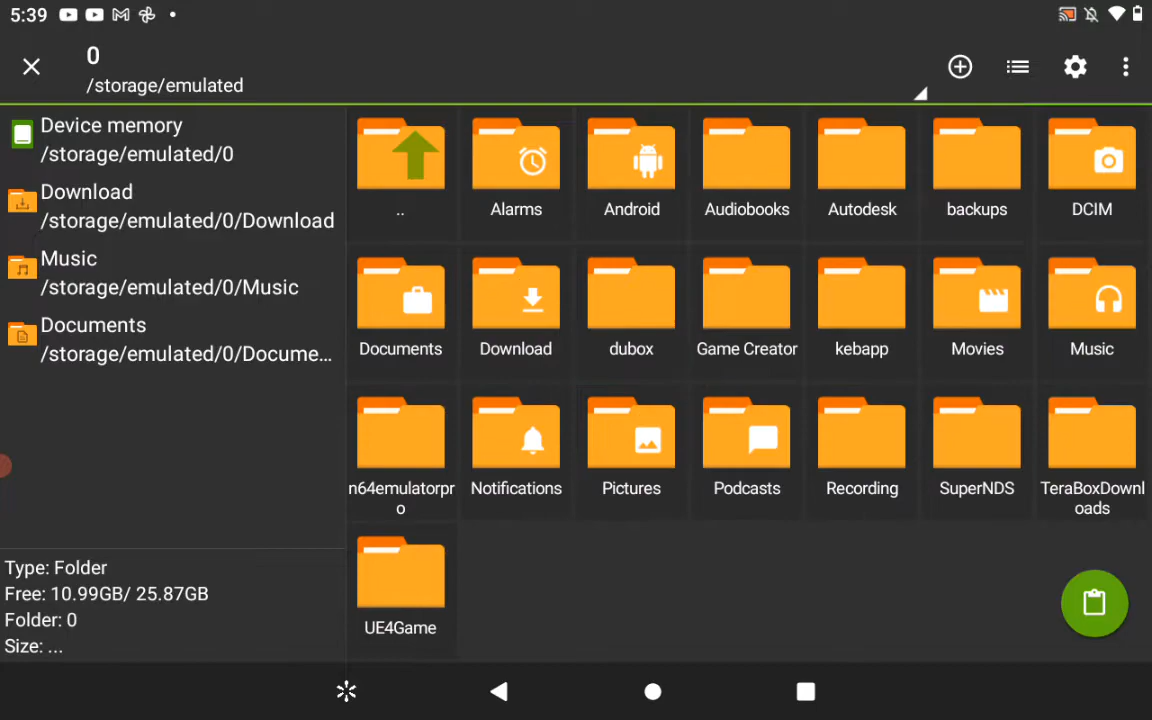 5:39
0
/storage/emulated
Device memory
/storage/emulated/0
Download
/storage/emulated/0/Download
Music
/storage/emulated/0/Music
Documents
/storage/emulated/0/Docume...
Type: Folder
Free: 10.99GB/ 25.87GB
Folder: 0
Size: ...
..
Alarms
Android
Audiobooks
Autodesk
backups
DCIM
Documents
Download
dubox
Game Creator
kebapp
Movies
Music
n64emulatorpr
o
Notifications
Pictures
Podcasts
Recording
SuperNDS
TeraBoxDownl
oads
UE4Game